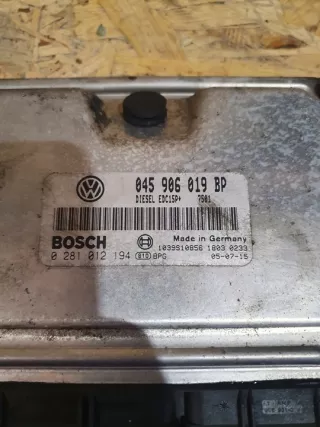 045 906 019 BP
DIESEL EDC15P+ 7501
BOSCH
Made in Germany
1039S10856 1803 0233
0 281 012 194 BPG 05-07-15